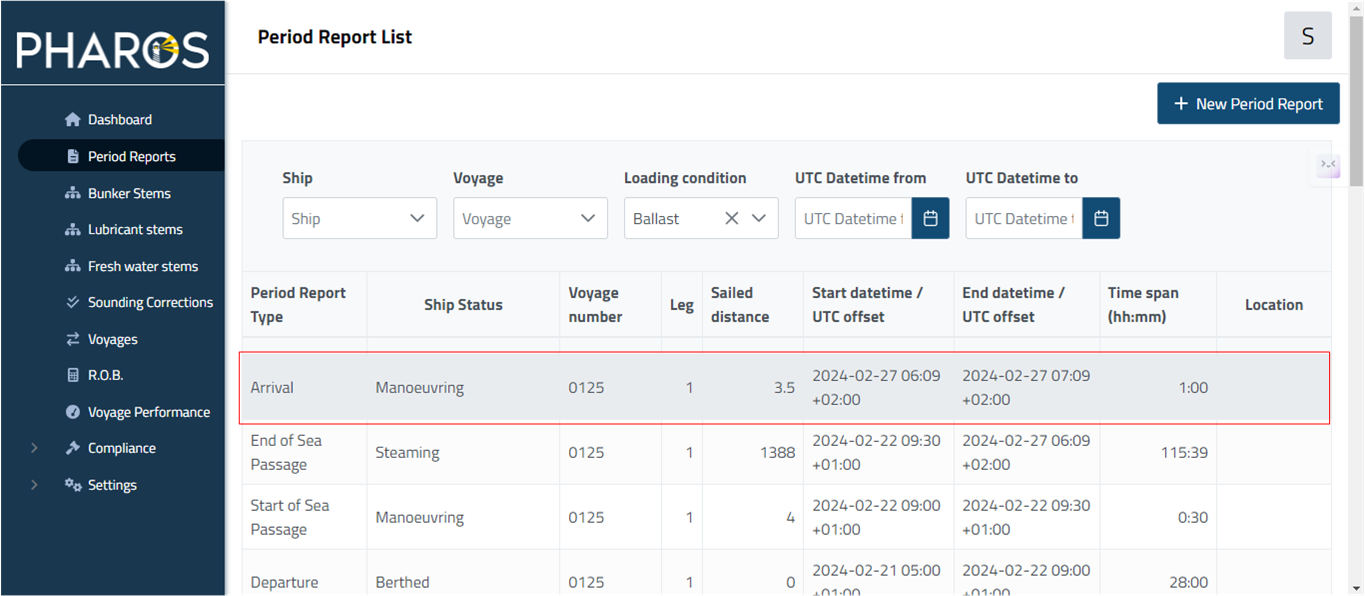 PHAROS
Period Report List
S
New Period Report
Dashboard
Period Reports
Bunker Stems
Lubricant stems
Fresh water stems
Sounding Corrections
Voyages
R.O.B.
Voyage Performance
Compliance
Settings
Ship
Voyage
Loading condition
UTC Datetime from
UTC Datetime to
Ship
Voyage
Ballast
UTC Datetime
UTC Datetime
Period Report Type
Ship Status
Voyage number
Leg
Sailed distance
Start datetime / UTC offset
End datetime / UTC offset
Time span (hh:mm)
Location
Arrival
Manoeuvring
0125
1
3.5
2024-02-27 06:09
+02:00
2024-02-27 07:09
+02:00
1:00
End of Sea
Passage
Steaming
0125
1
1388
2024-02-22 09:30
+01:00
2024-02-27 06:09
+02:00
115:39
Start of Sea
Passage
Manoeuvring
0125
1
4
2024-02-22 09:00
+01:00
2024-02-22 09:30
+01:00
0:30
Departure
Berthed
0125
1
0
2024-02-21 05:00
+01:00
2024-02-22 09:00
+01:00
28:00